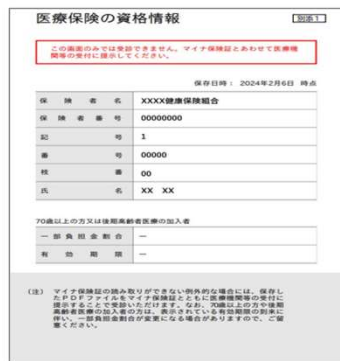 医療保険の資格情報
別添1
この画面のみでは受診できません。マイナ保険証とあわせて医療機
関等の受付に提示してください。
保存日時： 2024年2月6日 時点
保険者名 XXXX健康保険組合
保険者番号 00000000
記号 1
番号 00000
枝番 00
氏名 XX XX
70歳以上の方又は後期高齢者医療の加入者
一部負担金割合 －
有効期限 －
(注) マイナ保険証の読み取りができない例外的な場合には、保存し
たPDFファイルをマイナ保険証とともに医療機関等の受付に
提示することで受診いただけます。なお、70歳以上の方や後期
高齢者医療の加入者の方は、表示されている有効期限の到来に
伴い、一部負担金割合が変更になる場合がありますので、ご留
意ください。